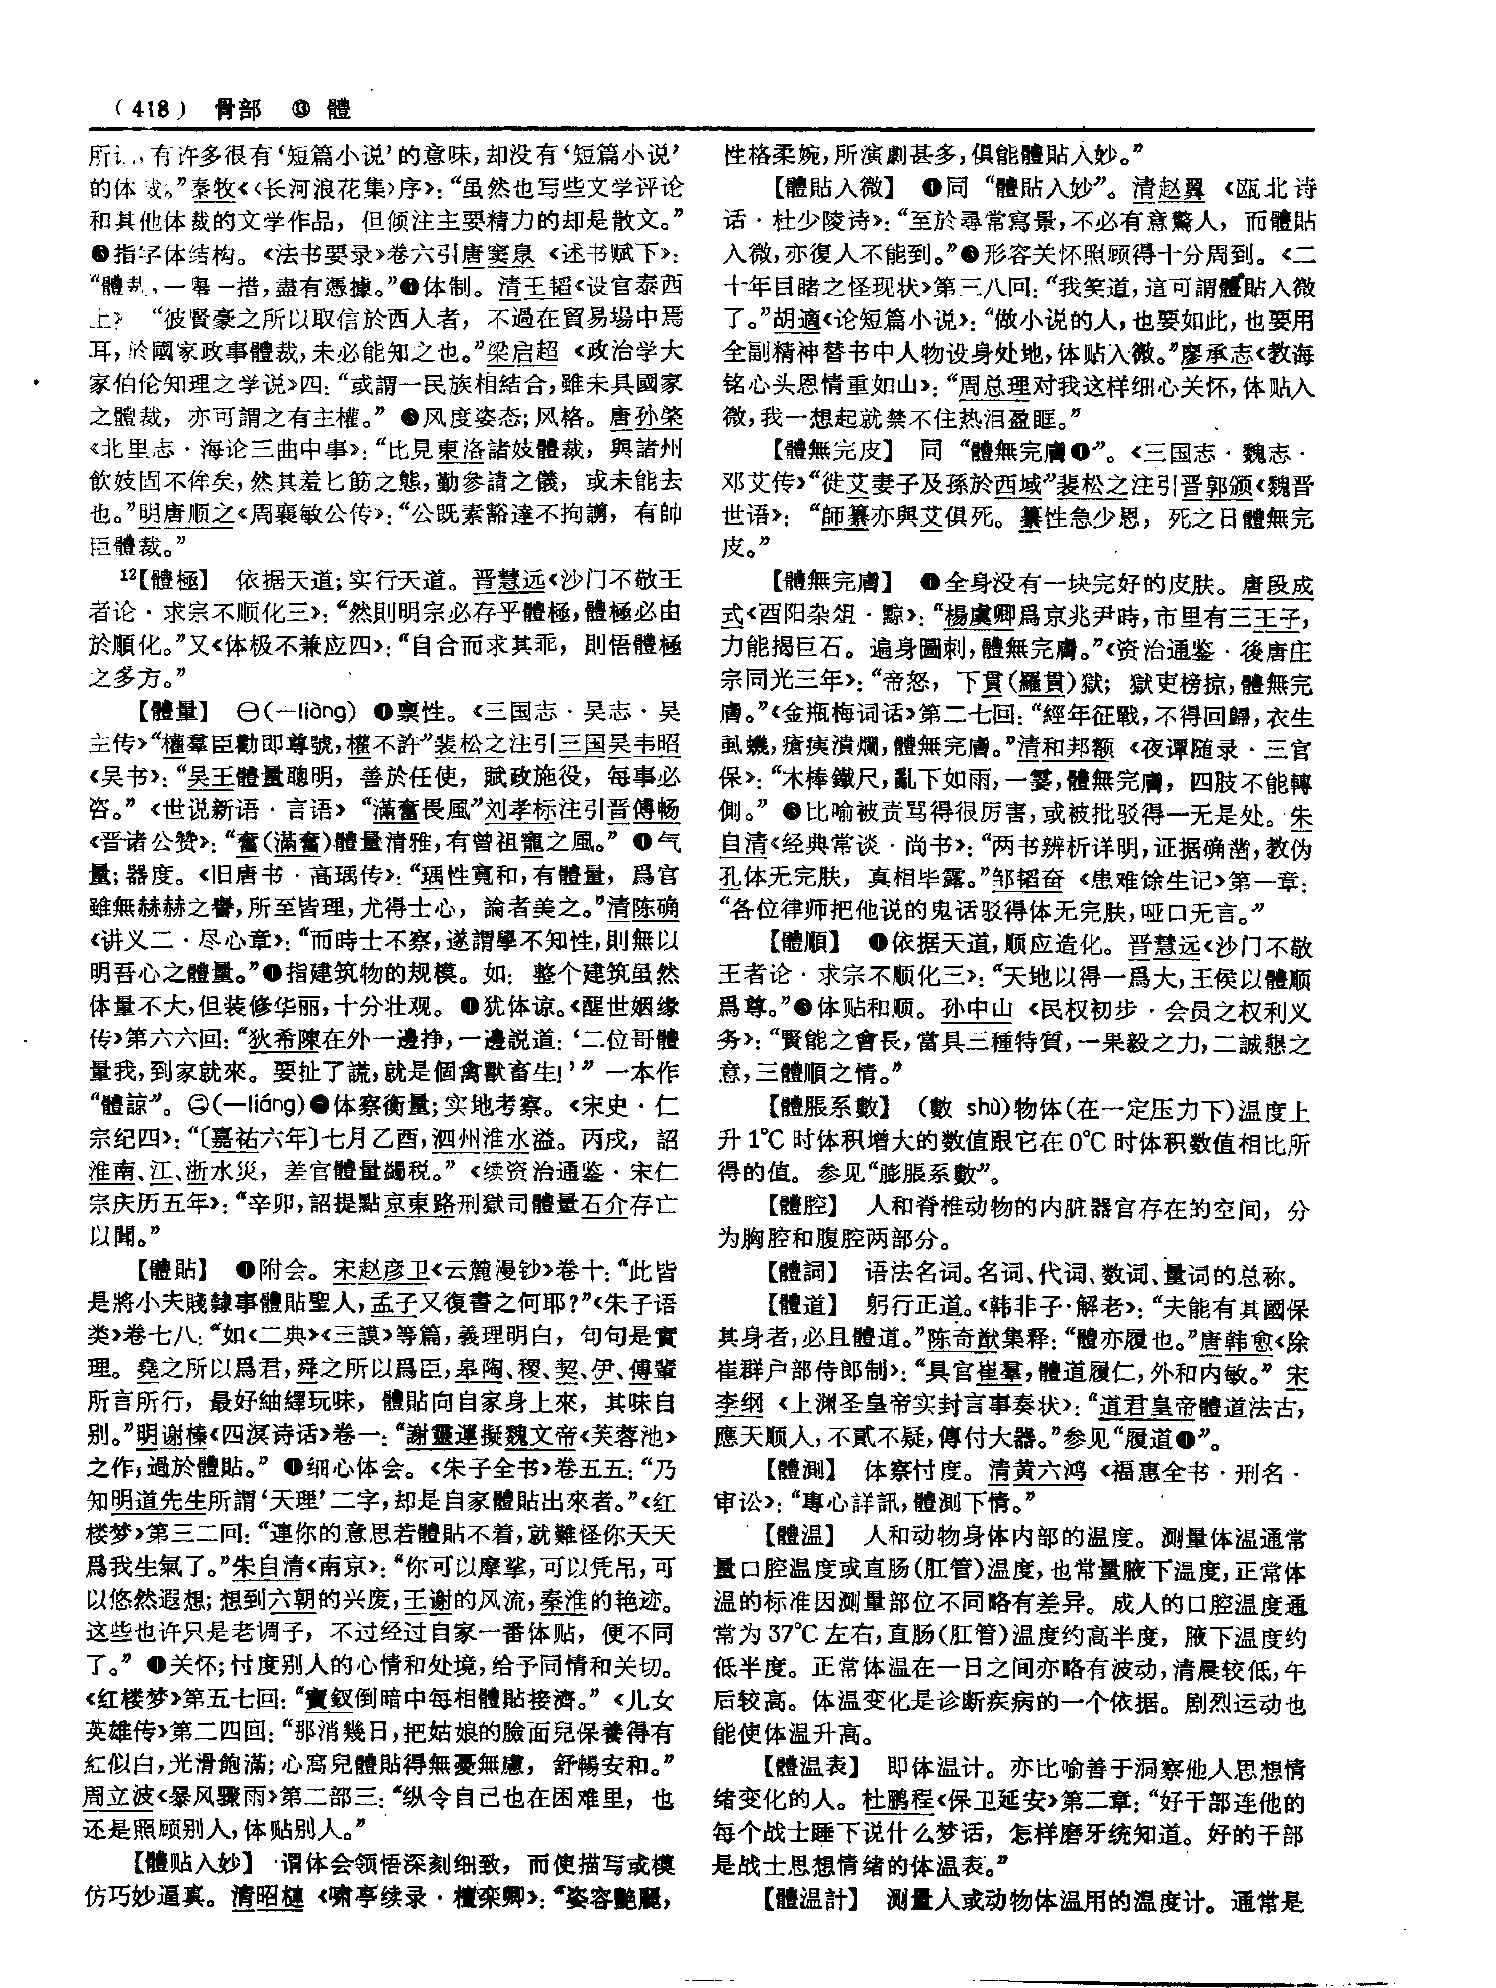 (418) 骨部 ⑬ 體
所以,有许多很有‘短篇小说’的意味,却没有‘短篇小说’
的体裁。”秦牧《〈长河浪花集〉序》:“虽然也写些文学评论
和其他体裁的文学作品, 但倾注主要精力的却是散文。”
❸指字体结构。《法书要录》卷六引唐窦臮《述书赋下》:
“體裁,一舉一措,盡有憑據。”❹体制。清王韬《设官泰西
上》 “彼賢豪之所以取信於西人者, 不過在貿易場中焉
耳,於國家政事體裁,未必能知之也。”梁启超《政治学大
家伯伦知理之学说》四:“或謂一民族相結合,雖未具國家
之體裁, 亦可謂之有主權。” ❺风度姿态;风格。唐孙棨
《北里志·海论三曲中事》:“比見東洛諸妓體裁, 與諸州
飲妓固不侔矣,然其羞匕筯之態,勤參請之儀, 或未能去
也。”明唐顺之《周襄敏公传》:“公既素豁達不拘謭, 有帥
臣體裁。”
12【體極】 依据天道;实行天道。晋慧远《沙门不敬王
者论·求宗不顺化三》:“然則明宗必存乎體極,體極必由
於順化。”又《体极不兼应四》:“自合而求其乖, 則悟體極
之多方。”
【體量】 ㊀(—liàng) ❶禀性。《三国志·吴志·吴
主传》“權羣臣勸即尊號,權不許”裴松之注引三国吴韦昭
《吴书》:“吴王體量聰明, 善於任使, 賦政施役, 每事必
咨。”《世说新语·言语》 “滿奮畏風”刘孝标注引晋傅畅
《晋诸公赞》:“奮(滿奮)體量清雅,有曾祖寵之風。” ❷气
量;器度。《旧唐书·高瑀传》:“瑀性寬和,有體量, 爲官
雖無赫赫之譽,所至皆理,尤得士心, 論者美之。”清陈确
《讲义二·尽心章》:“而時士不察,遂謂學不知性,則無以
明吾心之體量。”❸指建筑物的规模。如: 整个建筑虽然
体量不大,但装修华丽,十分壮观。 ❹犹体谅。《醒世姻缘
传》第六六回:“狄希陳在外一邊挣,一邊説道:‘二位哥體
量我,到家就來。要扯了謊,就是個禽獸畜生!’” 一本作
“體諒”。㊁(—liáng)❶体察衡量;实地考察。《宋史·仁
宗纪四》:“〔嘉祐六年〕七月乙酉,泗州淮水溢。丙戌, 詔
淮南、江、浙水災, 差官體量蠲税。” 《续资治通鉴·宋仁
宗庆历五年》:“辛卯,詔提點京東路刑獄司體量石介存亡
以聞。”
【體貼】 ❶附会。宋赵彦卫《云麓漫钞》卷十:“此皆
是將小夫賤隸事體貼聖人,孟子又復書之何耶?”《朱子语
类》卷七八:“如《二典》《三謨》等篇,義理明白, 句句是實
理。堯之所以爲君,舜之所以爲臣,皋陶、稷、契、伊、傅輩
所言所行, 最好紬繹玩味, 體貼向自家身上來, 其味自
别。”明谢榛《四溟诗话》卷一:“謝靈運擬魏文帝《芙蓉池》
之作,過於體貼。” ❷细心体会。《朱子全书》卷五五:“乃
知明道先生所謂‘天理’二字,却是自家體貼出來者。”《红
楼梦》第三二回:“連你的意思若體貼不着,就難怪你天天
爲我生氣了。”朱自清《南京》:“你可以摩挲,可以凭吊,可
以悠然遐想;想到六朝的兴废,王谢的风流,秦淮的艳迹。
这些也许只是老调子, 不过经过自家一番体贴, 便不同
了。” ❸关怀;忖度别人的心情和处境,给予同情和关切。
《红楼梦》第五七回:“寶釵倒暗中每相體貼接濟。”《儿女
英雄传》第二四回:“那消幾日,把姑娘的臉面兒保養得有
紅似白,光滑飽滿;心窩兒體貼得無憂無慮, 舒暢安和。”
周立波《暴风骤雨》第二部三:“纵令自己也在困难里, 也
还是照顾别人,体贴别人。”
【體贴入妙】 谓体会领悟深刻细致, 而使描写或模
仿巧妙逼真。清昭梿《啸亭续录·檀栾卿》:“姿容艷麗,
性格柔婉,所演劇甚多,俱能體貼入妙。”
【體貼入微】 ❶同“體貼入妙”。清赵翼《瓯北诗
话·杜少陵诗》:“至於尋常寫景,不必有意驚人, 而體貼
入微,亦復人不能到。”❷形容关怀照顾得十分周到。《二
十年目睹之怪现状》第三八回:“我笑道,這可謂體貼入微
了。”胡適《论短篇小说》:“做小说的人,也要如此,也要用
全副精神替书中人物设身处地,体贴入微。”廖承志《教诲
铭心头恩情重如山》:“周总理对我这样细心关怀,体贴入
微,我一想起就禁不住热泪盈眶。”
【體無完皮】 同“體無完膚❶”。《三国志·魏志·
邓艾传》“徙艾妻子及孫於西域”裴松之注引晋郭颁《魏晋
世语》: “師纂亦與艾俱死。纂性急少恩, 死之日體無完
皮。”
【體無完膚】 ❶全身没有一块完好的皮肤。唐段成
式《酉阳杂俎·黥》:“楊虞卿爲京兆尹時,市里有三王子,
力能揭巨石。遍身圖刺,體無完膚。”《资治通鉴·後唐庄
宗同光三年》:“帝怒, 下貫(羅貫)獄; 獄吏榜掠,體無完
膚。”《金瓶梅词话》第二七回:“經年征戰,不得回歸,衣生
虱蟣,瘡痍潰爛,體無完膚。”清和邦额《夜谭随录·三官
保》:“木棒鐵尺,亂下如雨,一霎,體無完膚, 四肢不能轉
側。” ❷比喻被责骂得很厉害,或被批驳得一无是处。朱
自清《经典常谈·尚书》:“两书辨析详明,证据确凿,教伪
孔体无完肤, 真相毕露。”邹韬奋《患难馀生记》第一章:
“各位律师把他说的鬼话驳得体无完肤,哑口无言。”
【體順】 ❶依据天道,顺应造化。晋慧远《沙门不敬
王者论·求宗不顺化三》:“天地以得一爲大,王侯以體順
爲尊。”❷体贴和顺。孙中山《民权初步·会员之权利义
务》:“賢能之會長,當具三種特質,一果毅之力,二誠懇之
意,三體順之情。”
【體脹系數】 (數 shù)物体(在一定压力下)温度上
升1℃时体积增大的数值跟它在0℃时体积数值相比所
得的值。参见“膨脹系數”。
【體腔】 人和脊椎动物的内脏器官存在的空间, 分
为胸腔和腹腔两部分。
【體詞】 语法名词。名词、代词、数词、量词的总称。
【體道】 躬行正道。《韩非子·解老》:“夫能有其國保
其身者,必且體道。”陈奇猷集释:“體亦履也。”唐韩愈《除
崔群户部侍郎制》:“具官崔羣,體道履仁,外和内敏。” 宋
李纲《上渊圣皇帝实封言事奏状》:“道君皇帝體道法古,
應天順人,不貳不疑,傳付大器。”参见“履道❶”。
【體測】 体察忖度。清黄六鸿《福惠全书·刑名·
审讼》:“專心詳訊,體測下情。”
【體温】 人和动物身体内部的温度。测量体温通常
量口腔温度或直肠(肛管)温度,也常量腋下温度,正常体
温的标准因测量部位不同略有差异。成人的口腔温度通
常为37℃左右,直肠(肛管)温度约高半度, 腋下温度约
低半度。正常体温在一日之间亦略有波动,清晨较低,午
后较高。体温变化是诊断疾病的一个依据。剧烈运动也
能使体温升高。
【體温表】 即体温计。亦比喻善于洞察他人思想情
绪变化的人。杜鹏程《保卫延安》第二章:“好干部连他的
每个战士睡下说什么梦话, 怎样磨牙统知道。好的干部
是战士思想情绪的体温表。”
【體温計】 测量人或动物体温用的温度计。通常是